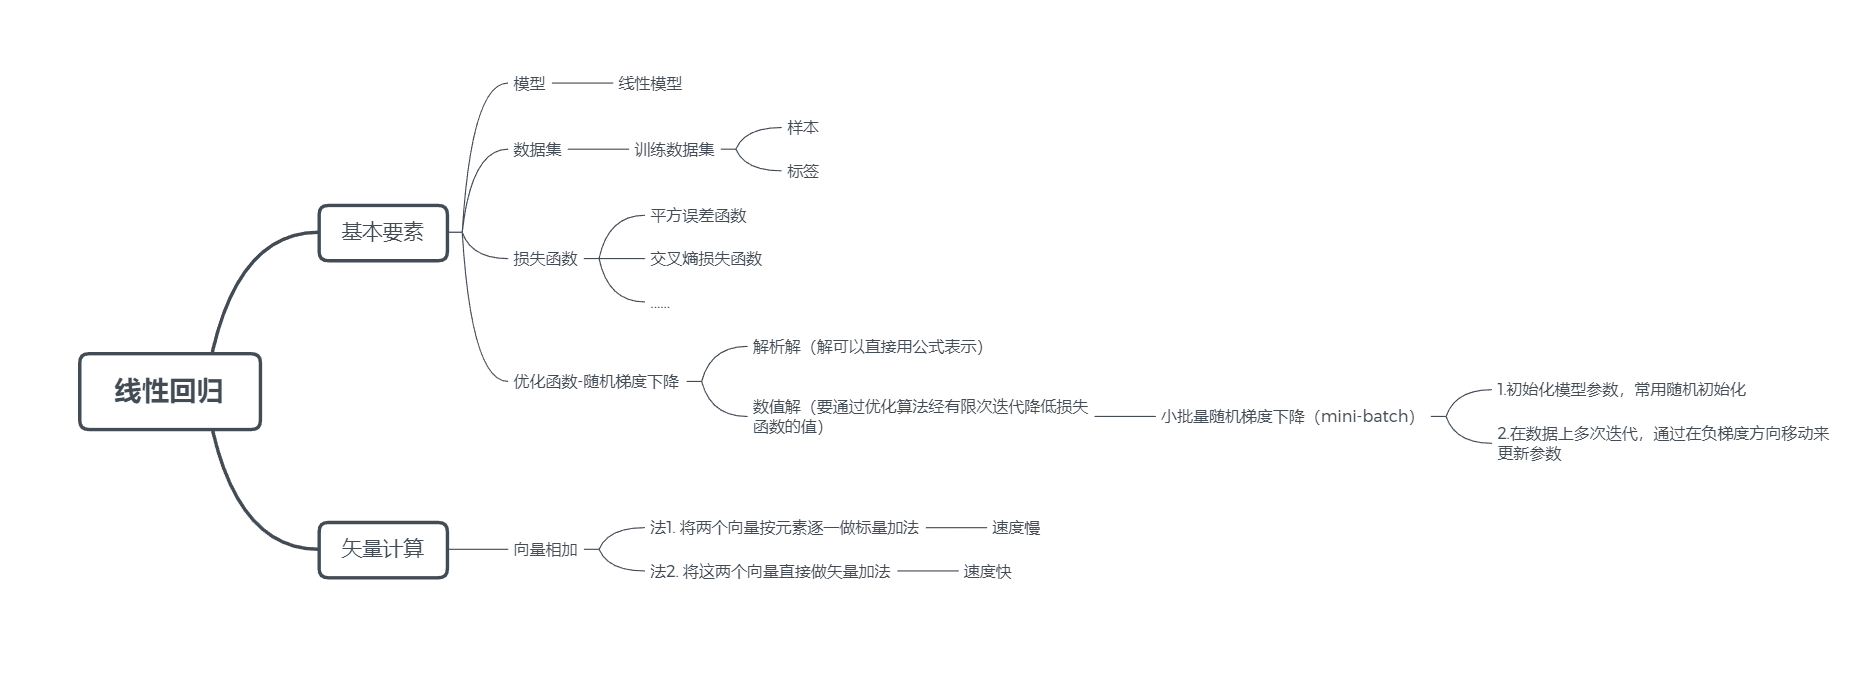 线性回归
基本要素
模型
线性模型
数据集
训练数据集
样本
标签
损失函数
平方误差函数
交叉熵损失函数
......
优化函数-随机梯度下降
解析解（解可以直接用公式表示）
数值解（要通过优化算法经有限次迭代降低损失
函数的值）
小批量随机梯度下降（mini-batch）
1.初始化模型参数，常用随机初始化
2.在数据上多次迭代，通过在负梯度方向移动来
更新参数
矢量计算
向量相加
法1. 将两个向量按元素逐一做标量加法
速度慢
法2. 将这两个向量直接做矢量加法
速度快